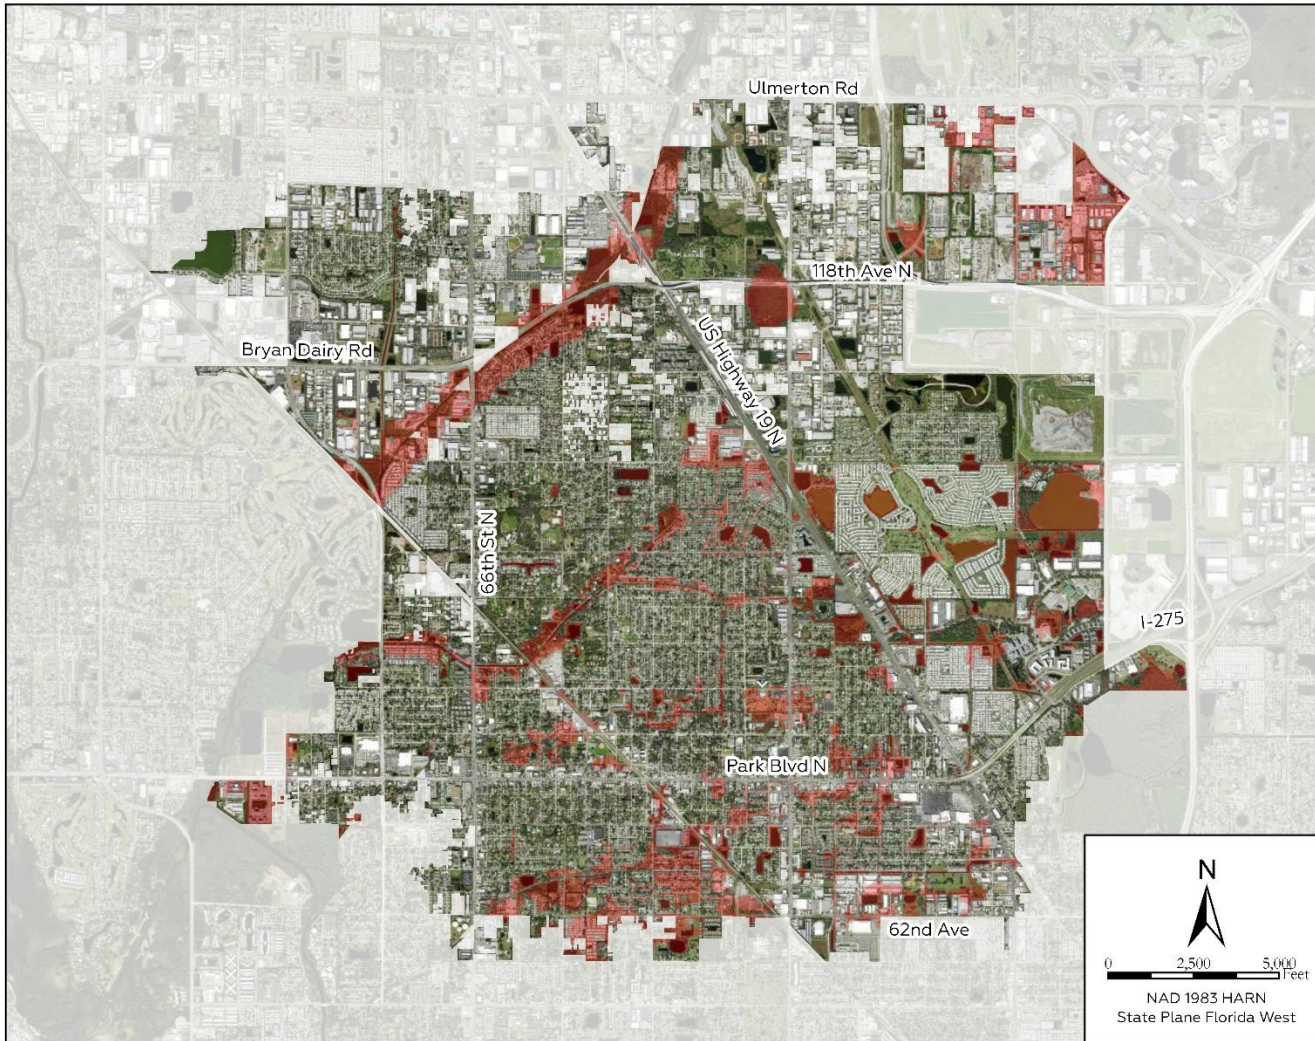 Ulmerton Rd
118th Ave N
Bryan Dairy Rd
US Highway 19 N
66th St N
I-275
Park Blvd N
62nd Ave
N
0 2,500 5,000
Feet
NAD 1983 HARN
State Plane Florida West